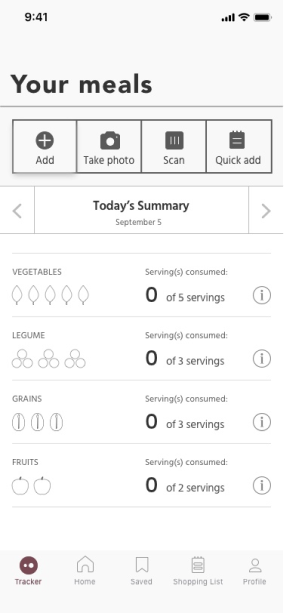 9:41
Your meals
Add
Take photo
Scan
Quick add
Today's Summary
September 5
VEGETABLES
Serving(s) consumed:
0 of 5 servings
LEGUME
Serving(s) consumed:
0 of 3 servings
GRAINS
Serving(s) consumed:
0 of 3 servings
FRUITS
Serving(s) consumed:
0 of 2 servings
Tracker
Home
Saved
Shopping List
Profile